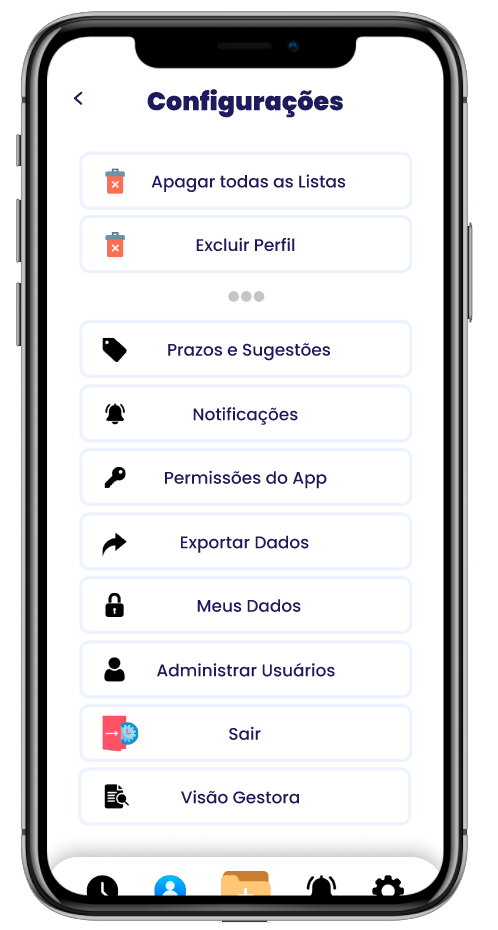 Configurações
Apagar todas as Listas
Excluir Perfil
Prazos e Sugestões
Notificações
Permissões do App
Exportar Dados
Meus Dados
Administrar Usuários
Sair
Visão Gestora